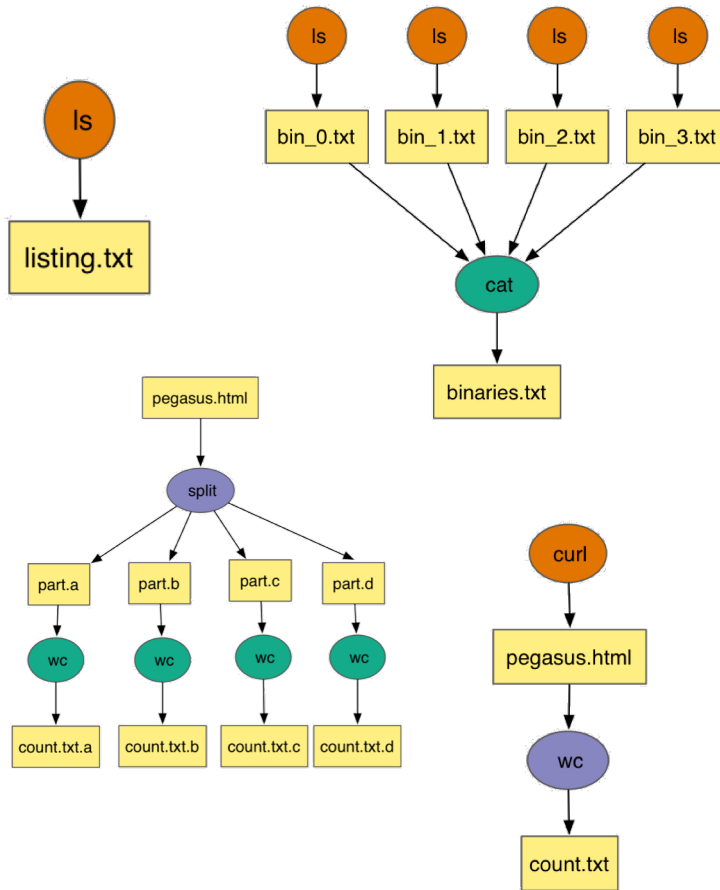 ls
listing.txt
ls ls ls ls
bin_0.txt bin_1.txt bin_2.txt bin_3.txt
cat
binaries.txt
pegasus.html
split
part.a part.b part.c part.d
wc wc wc wc
count.txt.a count.txt.b count.txt.c count.txt.d
curl
pegasus.html
wc
count.txt